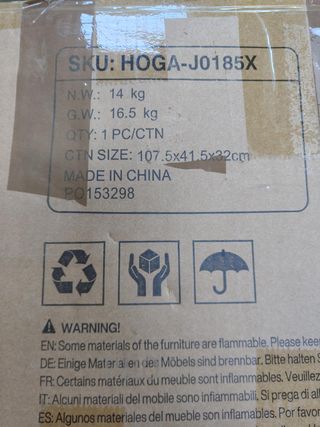 SKU: HOGA-J0185X
N.W.: 14 kg
G.W.: 16.5 kg
QTY: 1 PC/CTN
CTN SIZE: 107.5x41.5x32cm
MADE IN CHINA
PO153298
WARNING!
EN: Some materials of the furniture are flammable. Please kee
DE: Einige Materialien des Möbels sind brennbar. Bitte halten S
FR: Certains matériaux du meuble sont inflammables. Veuillez
IT: Alcuni materiali del mobile sono infiammabili. Si prega di al
ES: Algunos materiales del mueble son inflamables. Por favor